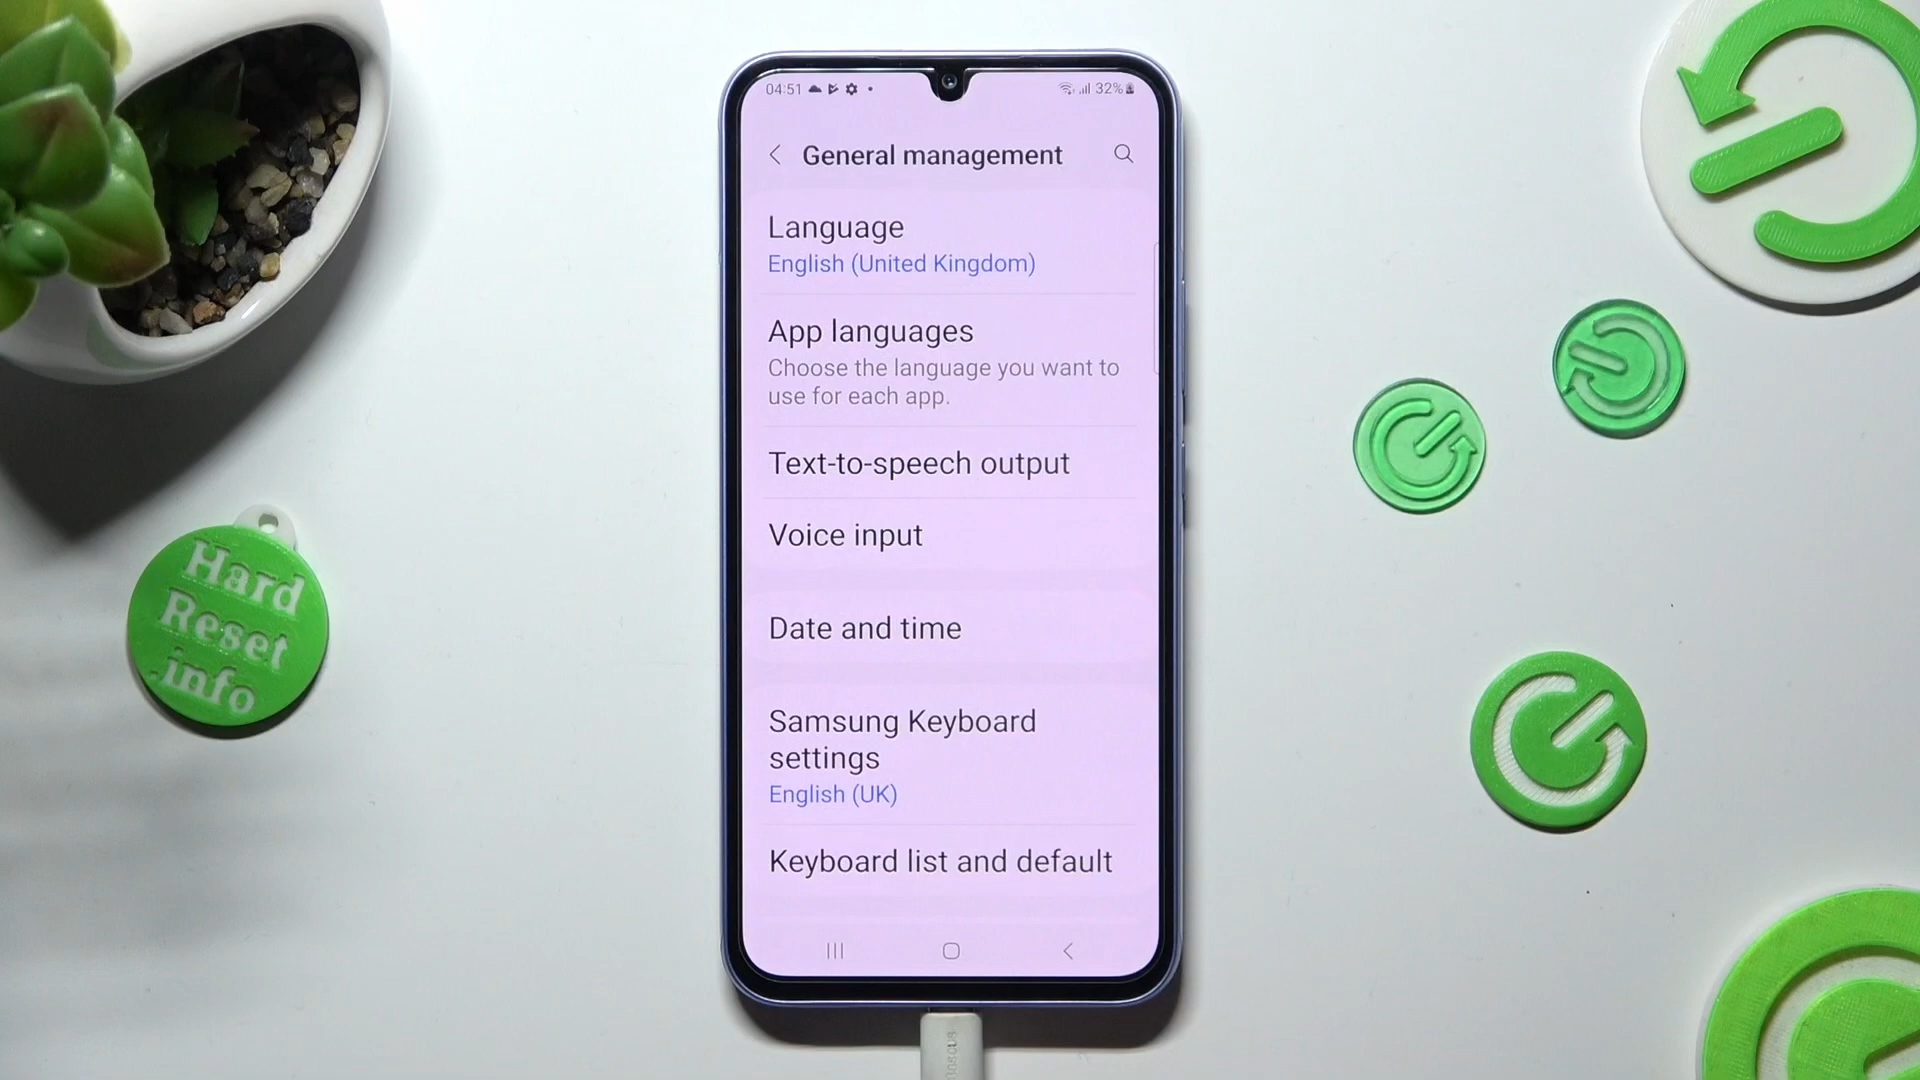 04:51
32%
General management
Language
English (United Kingdom)
App languages
Choose the language you want to
use for each app.
Text-to-speech output
Voice input
Date and time
Samsung Keyboard
settings
English (UK)
Keyboard list and default
Hard
Reset
.info